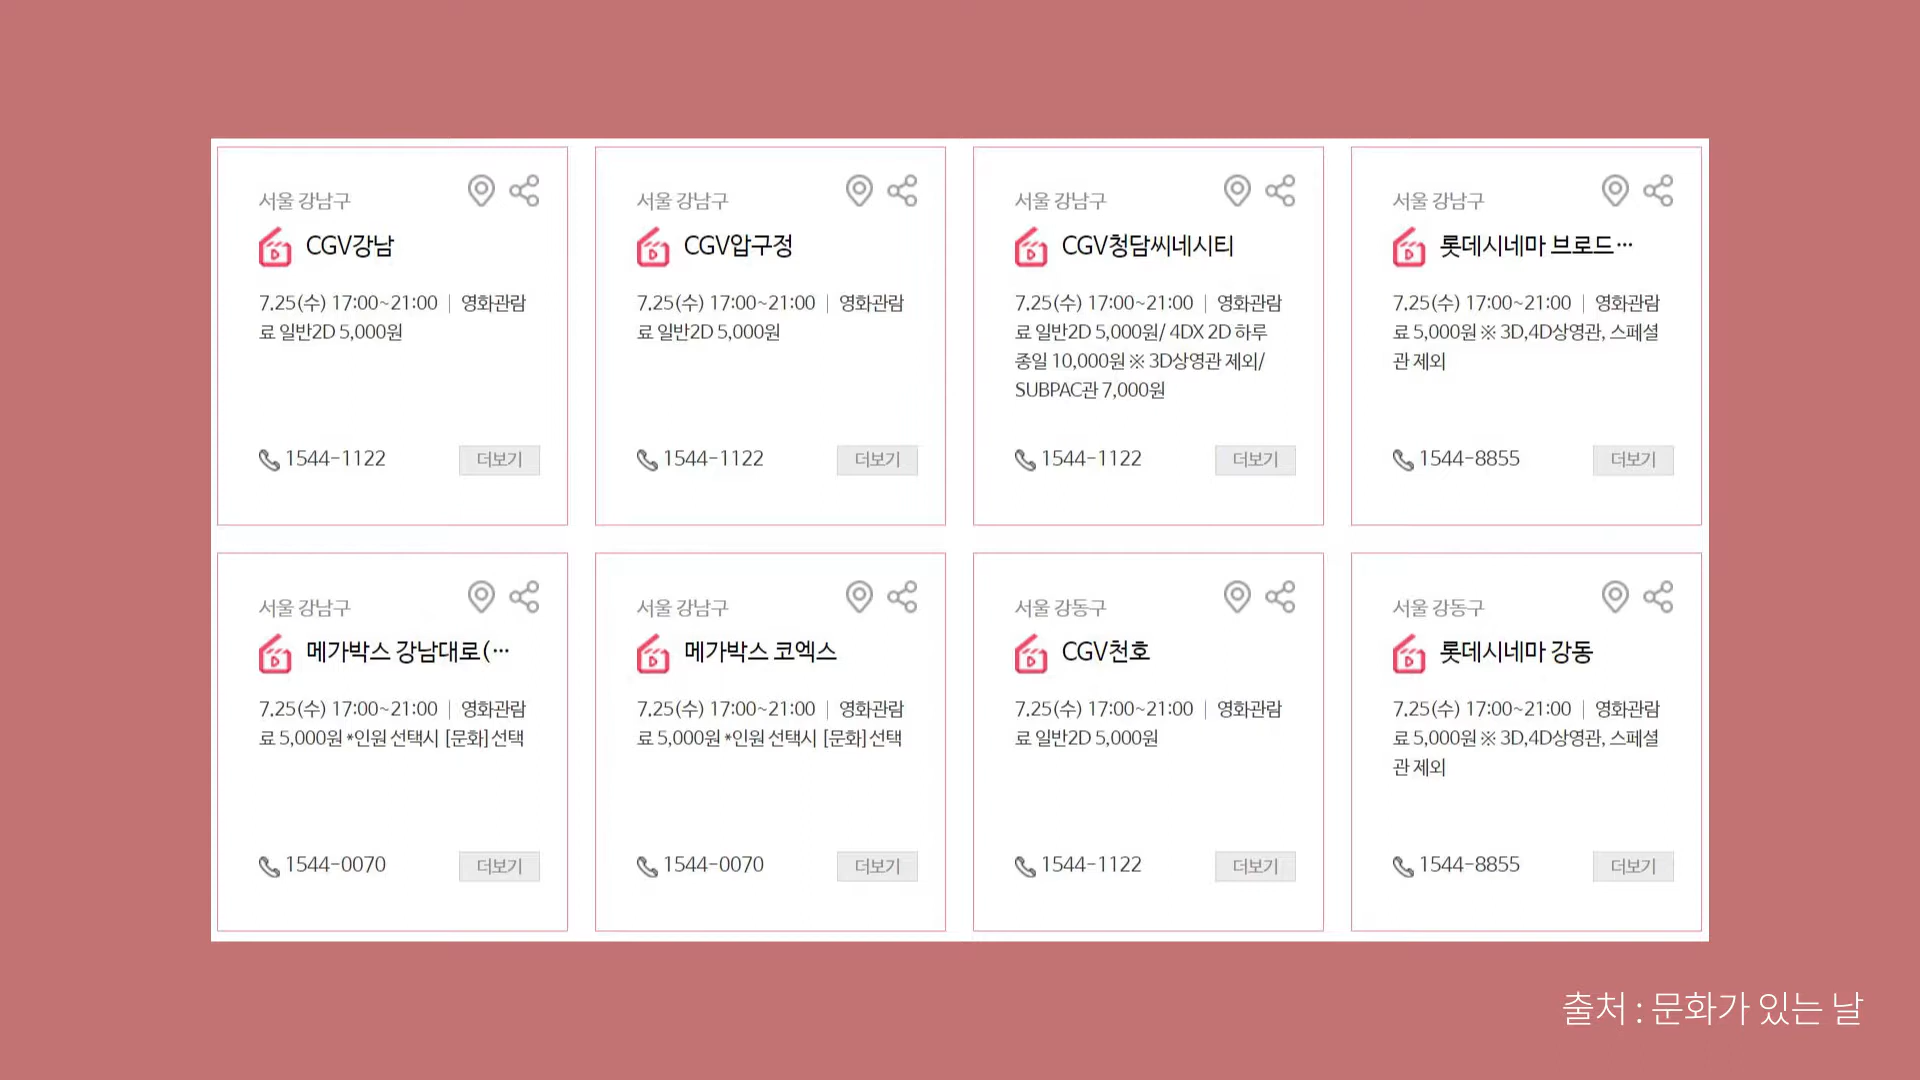 서울 강남구
CGV강남
7.25(수) 17:00~21:00 | 영화관람
료 일반2D 5,000원
1544-1122
더보기
서울 강남구
CGV압구정
7.25(수) 17:00~21:00 | 영화관람
료 일반2D 5,000원
1544-1122
더보기
서울 강남구
CGV청담씨네시티
7.25(수) 17:00~21:00 | 영화관람
료 일반2D 5,000원/ 4DX 2D 하루
종일 10,000원 ※ 3D상영관 제외/
SUBPAC관 7,000원
1544-1122
더보기
서울 강남구
롯데시네마 브로드…
7.25(수) 17:00~21:00 | 영화관람
료 5,000원 ※ 3D,4D상영관, 스페셜
관 제외
1544-8855
더보기
서울 강남구
메가박스 강남대로(…
7.25(수) 17:00~21:00 | 영화관람
료 5,000원 *인원 선택시 [문화] 선택
1544-0070
더보기
서울 강남구
메가박스 코엑스
7.25(수) 17:00~21:00 | 영화관람
료 5,000원 *인원 선택시 [문화] 선택
1544-0070
더보기
서울 강동구
CGV천호
7.25(수) 17:00~21:00 | 영화관람
료 일반2D 5,000원
1544-1122
더보기
서울 강동구
롯데시네마 강동
7.25(수) 17:00~21:00 | 영화관람
료 5,000원 ※ 3D,4D상영관, 스페셜
관 제외
1544-8855
더보기
출처 : 문화가 있는 날